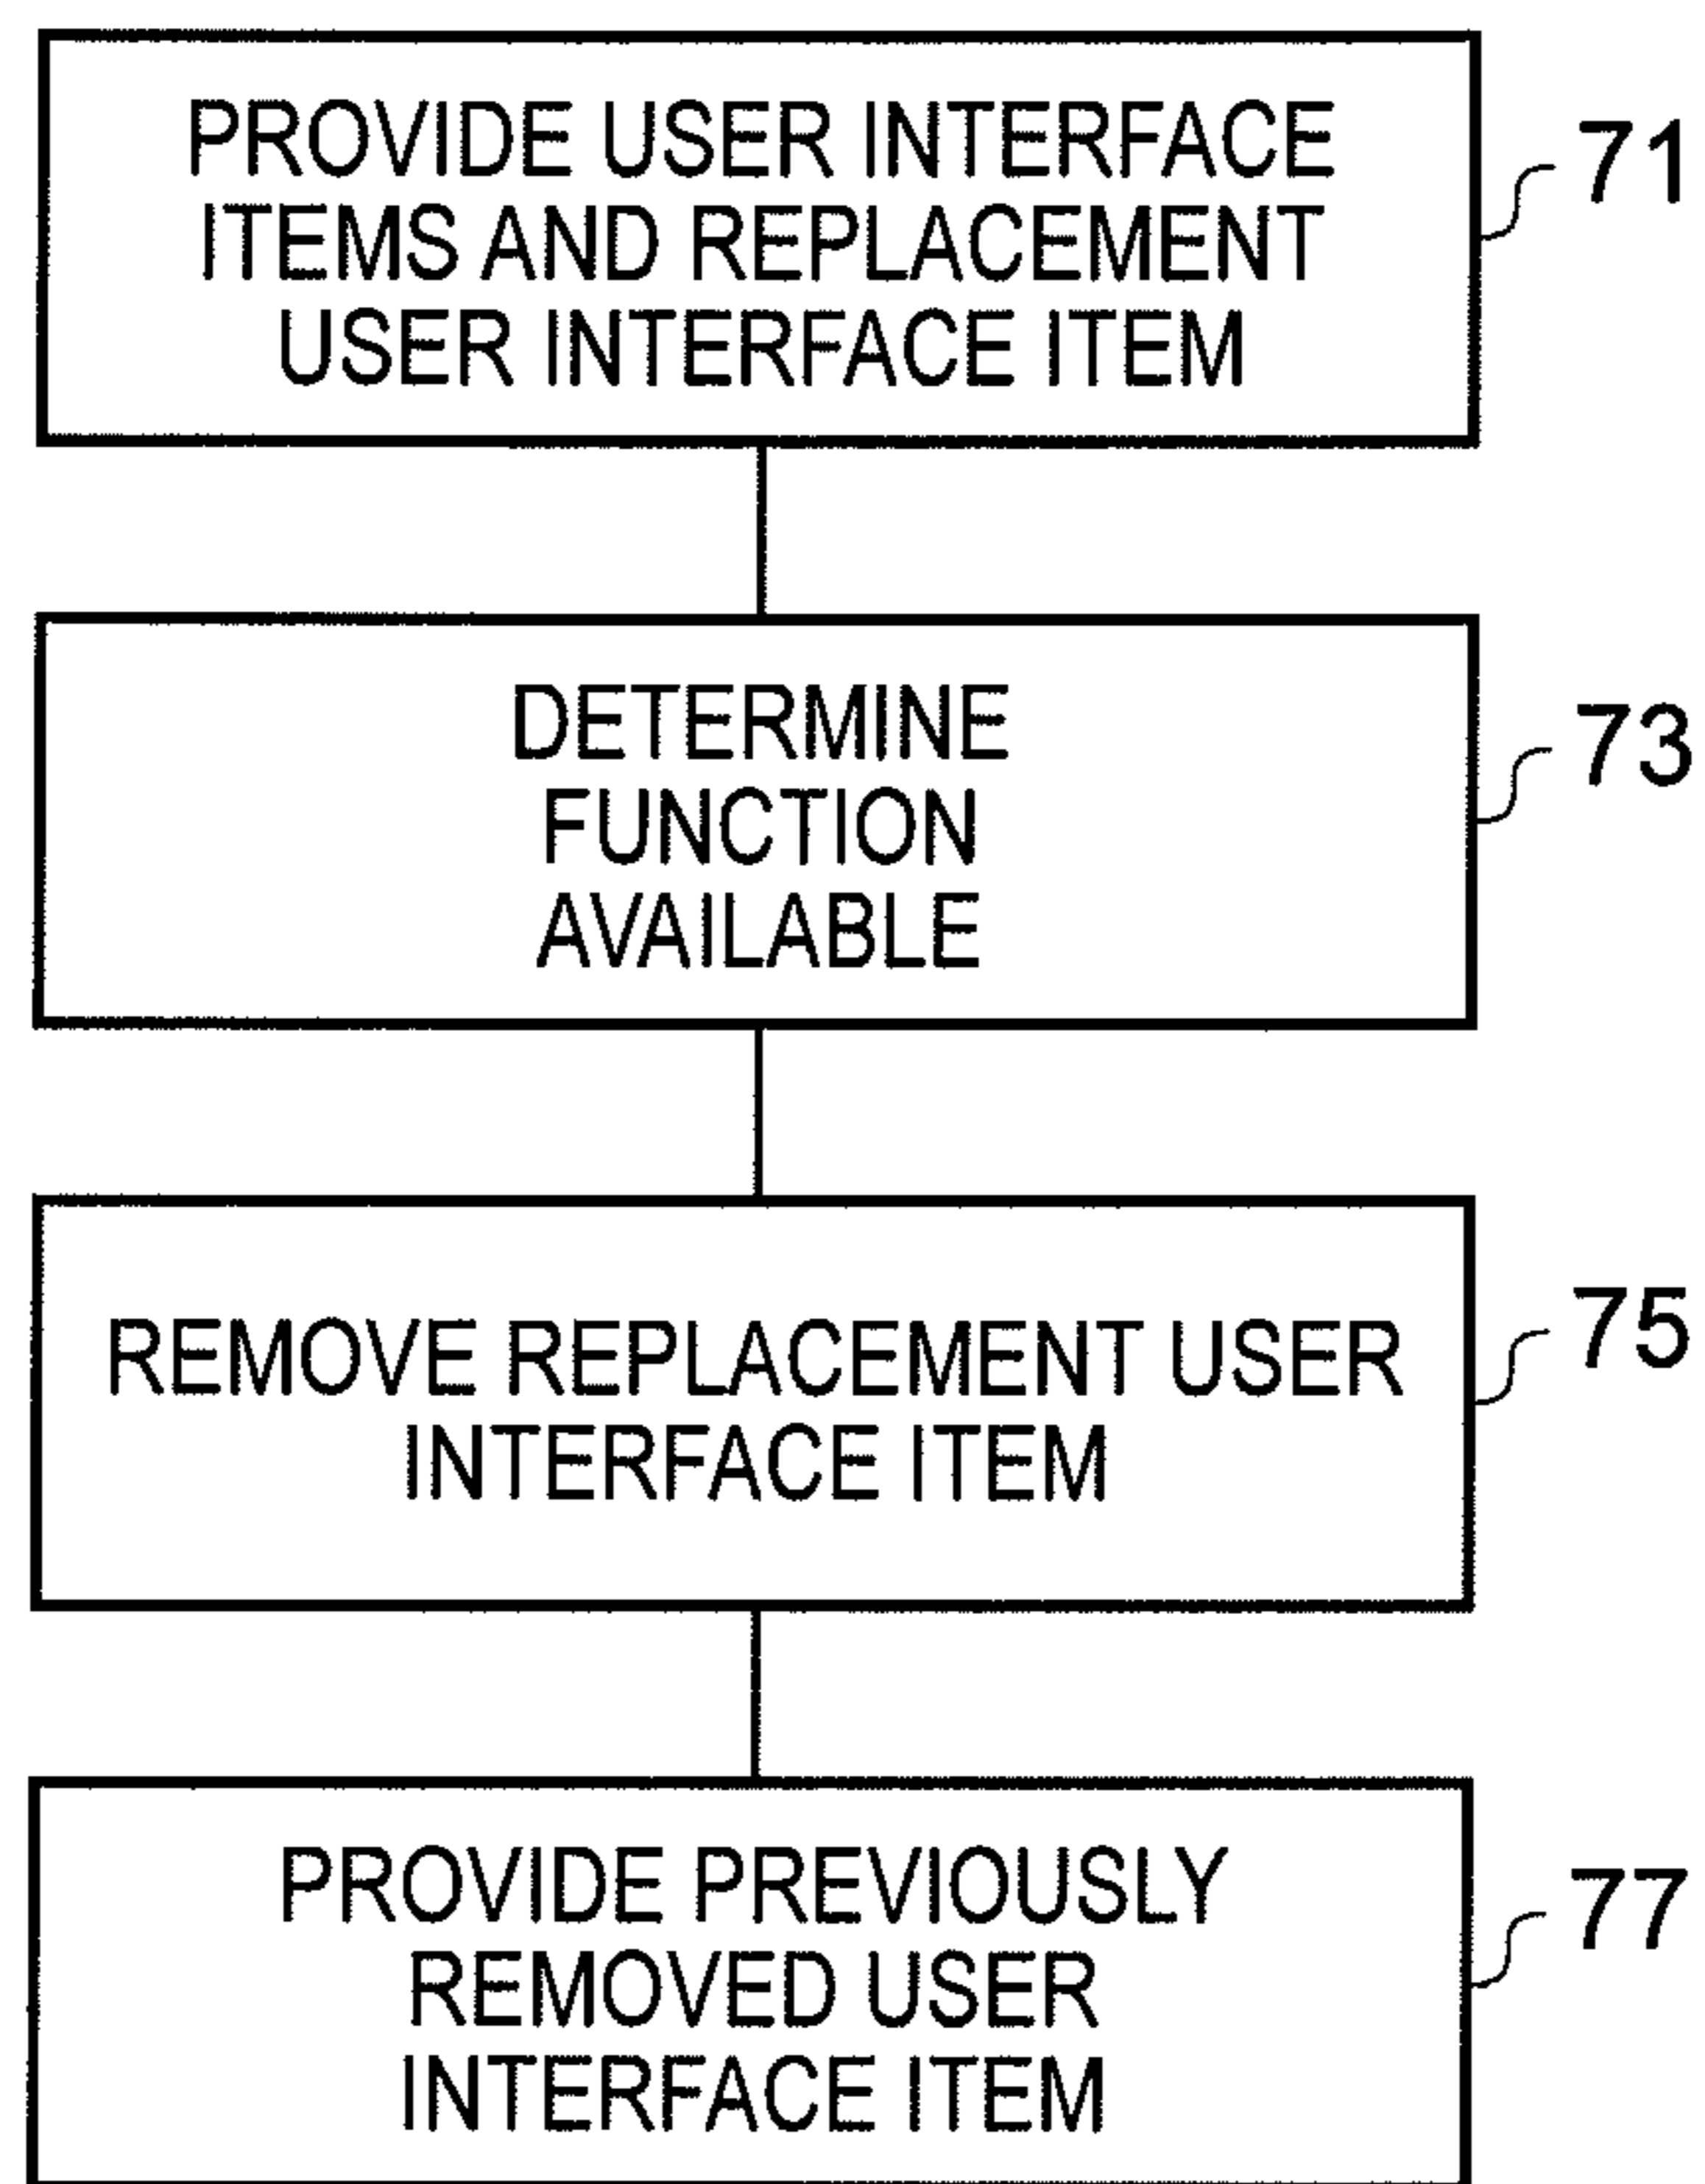 PROVIDE USER INTERFACE
ITEMS AND REPLACEMENT
USER INTERFACE ITEM
71
DETERMINE
FUNCTION
AVAILABLE
73
REMOVE REPLACEMENT USER
INTERFACE ITEM
75
PROVIDE PREVIOUSLY
REMOVED USER
INTERFACE ITEM
77